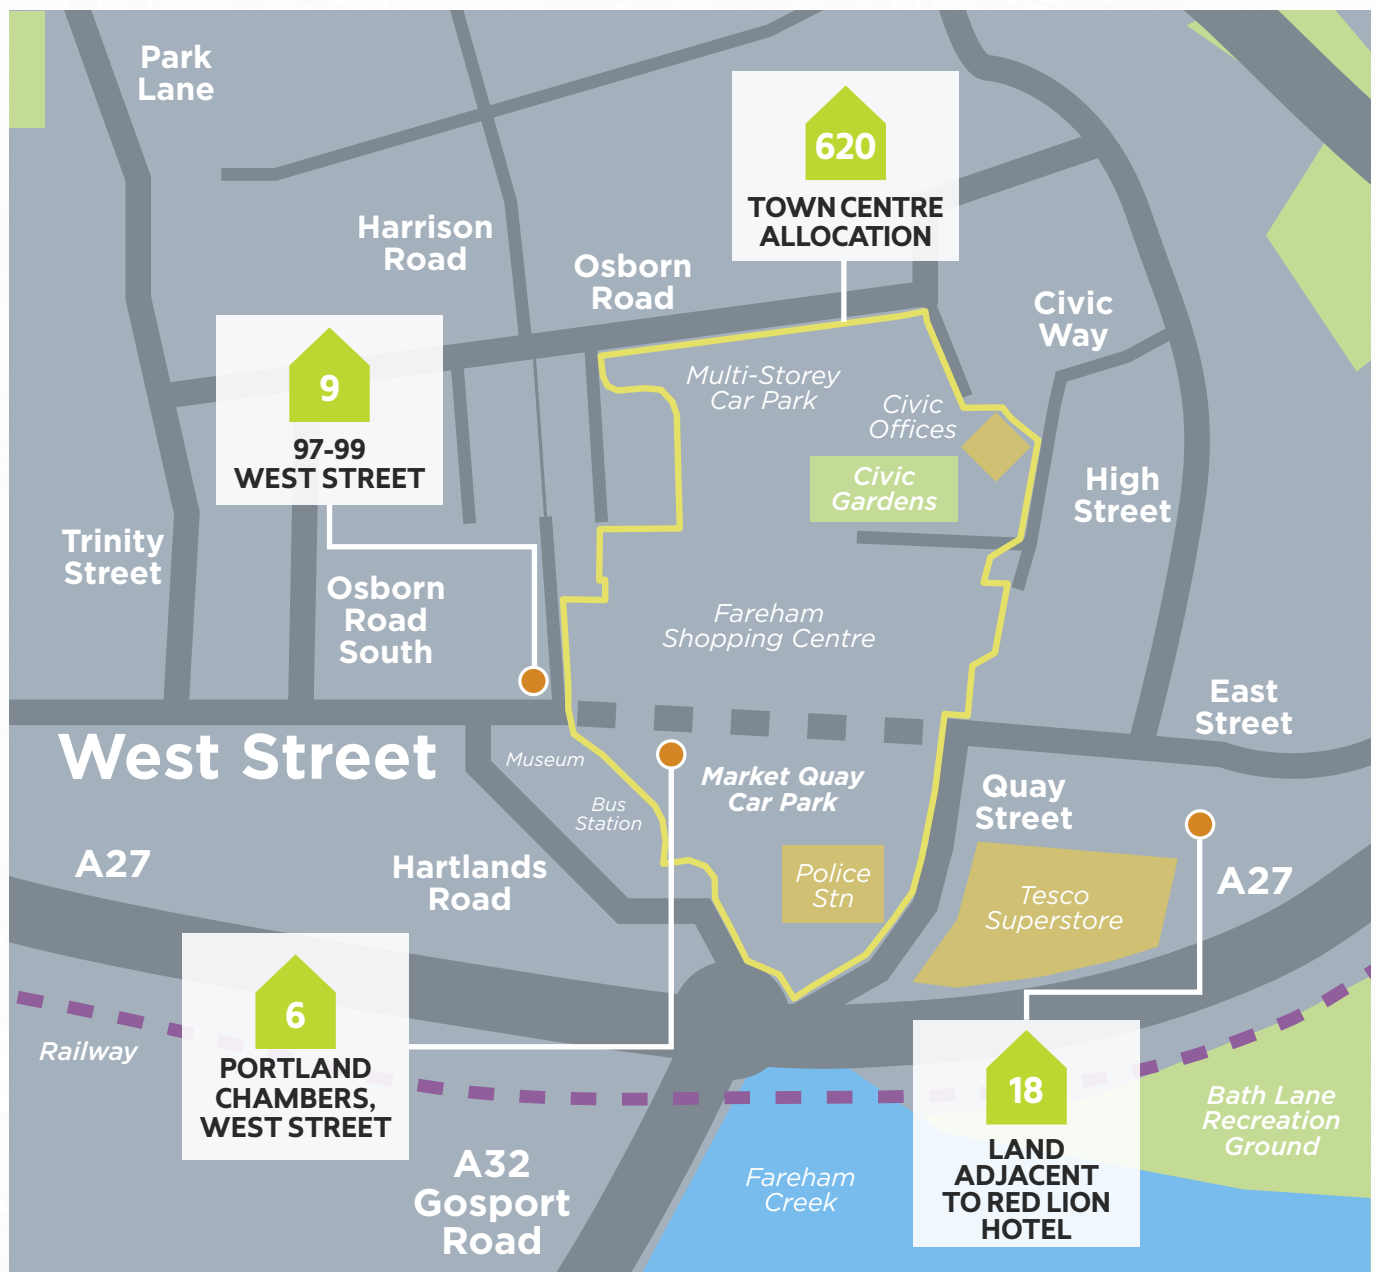 Park
Lane
620
TOWN CENTRE
ALLOCATION
Harrison
Road
Osborn
Road
Civic
Way
9
97-99
WEST STREET
Multi-Storey
Car Park
Civic
Offices
Civic
Gardens
High
Street
Trinity
Street
Osborn
Road
South
Fareham
Shopping Centre
East
Street
West Street
Museum
Market Quay
Car Park
Quay
Street
Bus
Station
A27
Hartlands
Road
Police
Stn
Tesco
Superstore
A27
6
PORTLAND
CHAMBERS,
WEST STREET
Railway
18
LAND
ADJACENT
TO RED LION
HOTEL
Bath Lane
Recreation
Ground
A32
Gosport
Road
Fareham
Creek